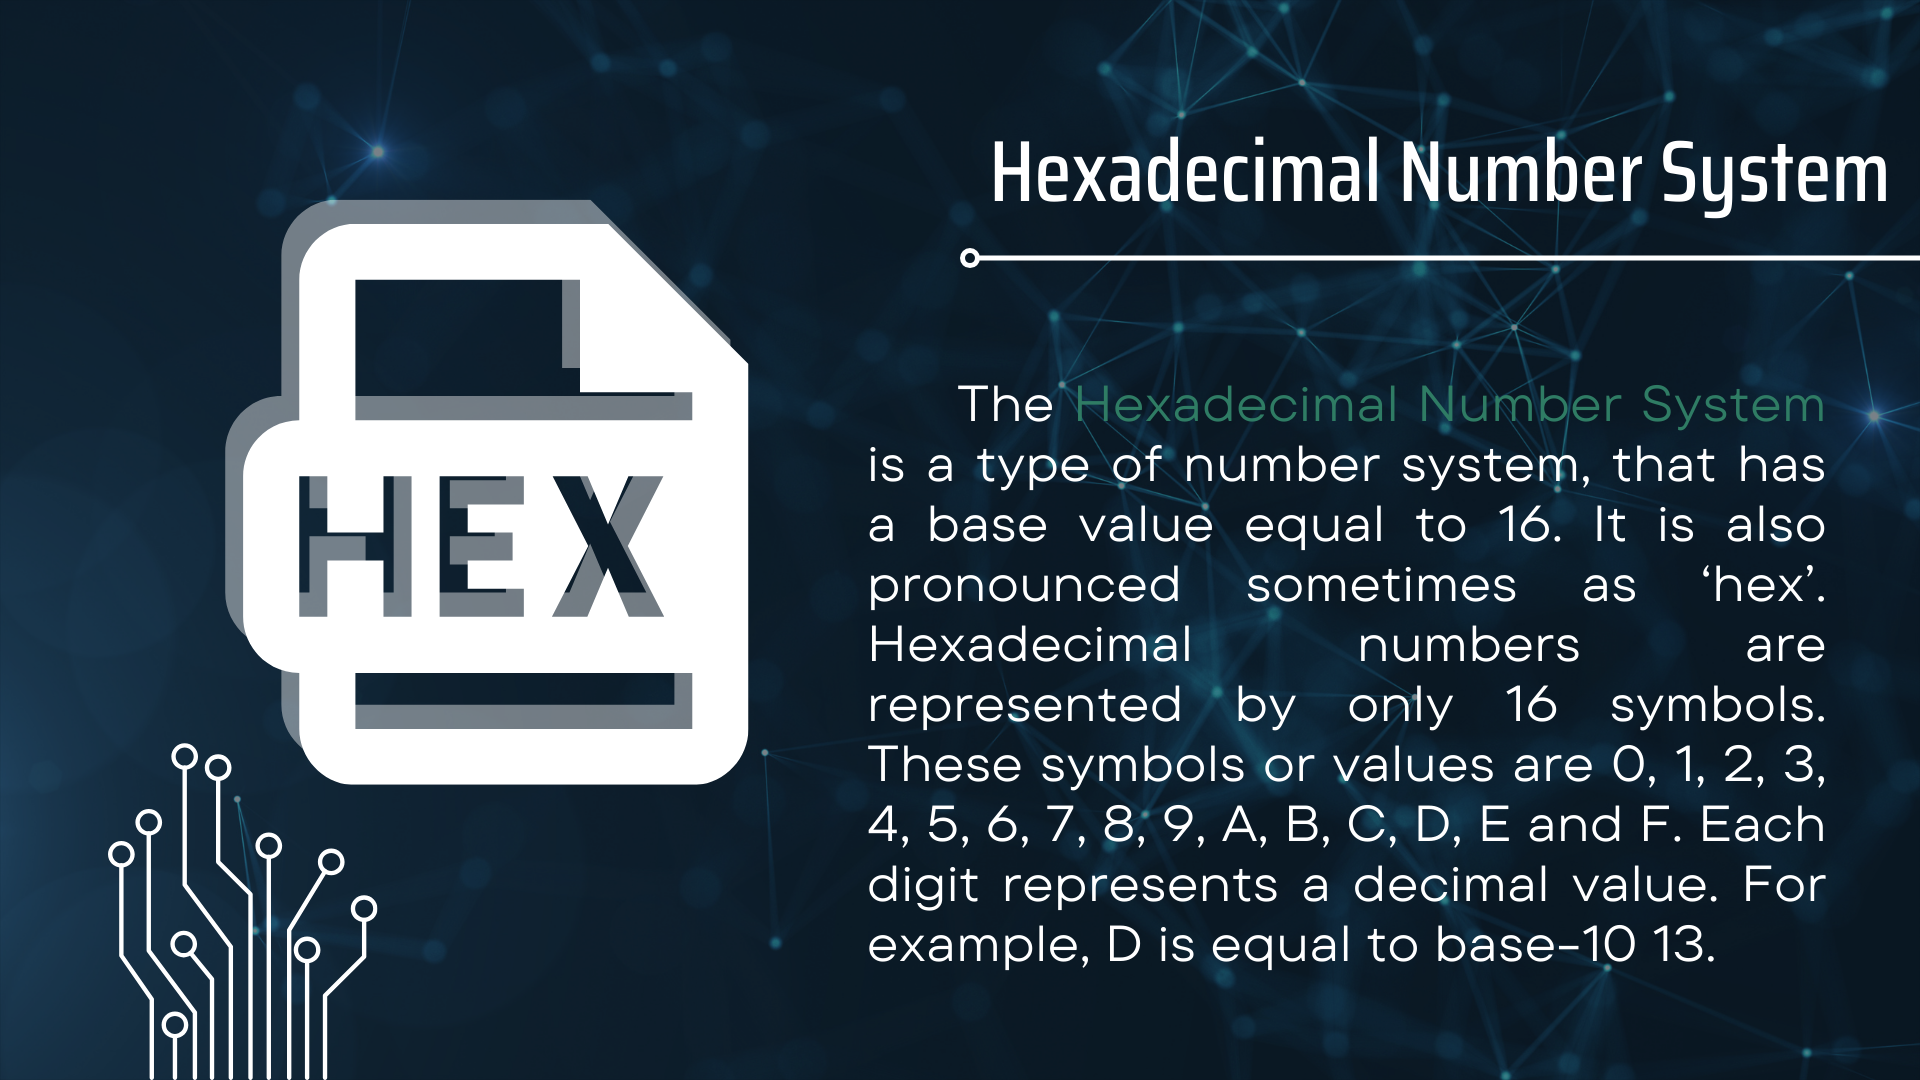 Hexadecimal Number System
HEX
The Hexadecimal Number System
is a type of number system, that has
a base value equal to 16. It is also
pronounced sometimes as ‘hex’.
Hexadecimal numbers are
represented by only 16 symbols.
These symbols or values are 0, 1, 2, 3,
4, 5, 6, 7, 8, 9, A, B, C, D, E and F. Each
digit represents a decimal value. For
example, D is equal to base-10 13.